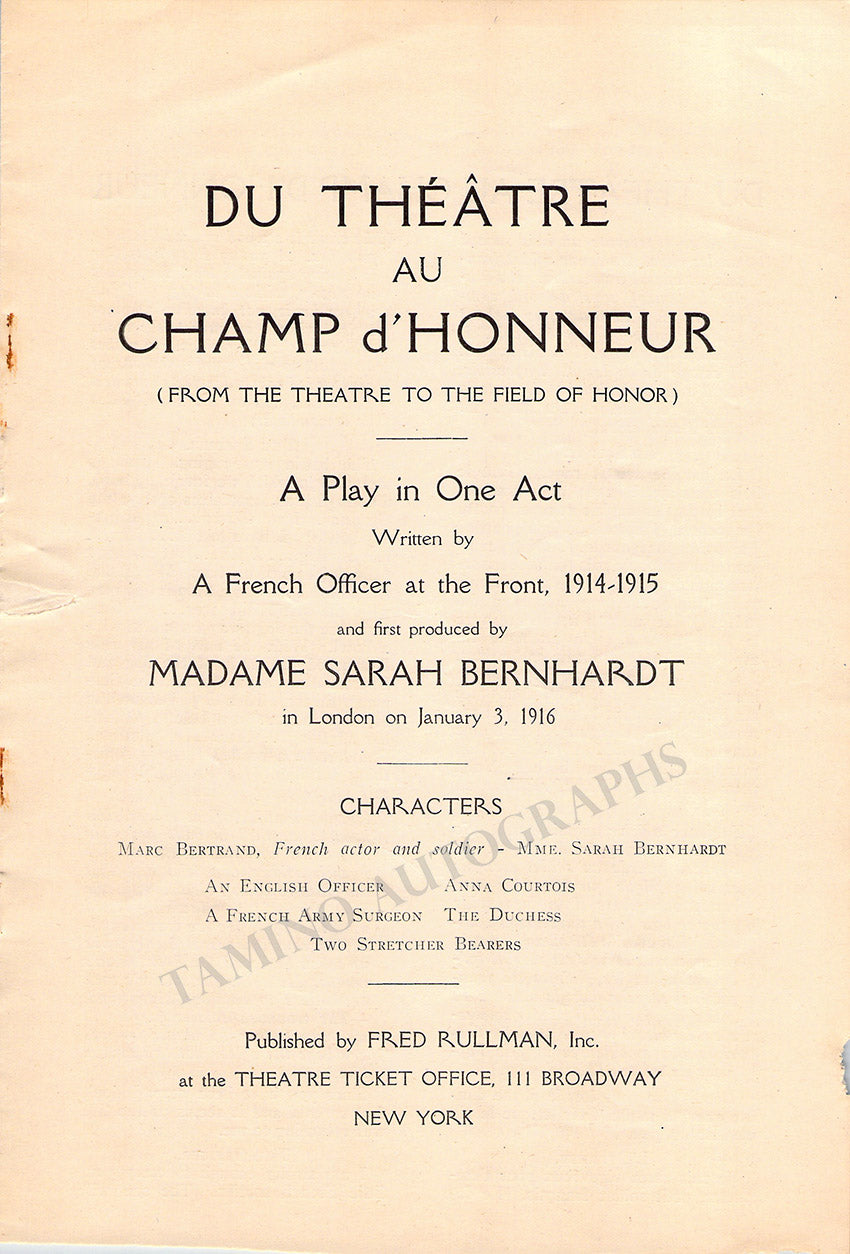 DU THÉÂTRE
AU
CHAMP d'HONNEUR
(FROM THE THEATRE TO THE FIELD OF HONOR)
A Play in One Act
Written by
A French Officer at the Front, 1914-1915
and first produced by
MADAME SARAH BERNHARDT
in London on January 3, 1916
CHARACTERS
MARC BERTRAND, French actor and soldier - MME. SARAH BERNHARDT
AN ENGLISH OFFICER ANNA COURTOIS
A FRENCH ARMY SURGEON THE DUCHESS
TWO STRETCHER BEARERS
TAMINO AUTOGRAPHS
Published by FRED RULLMAN, Inc.
at the THEATRE TICKET OFFICE, 111 BROADWAY
NEW YORK